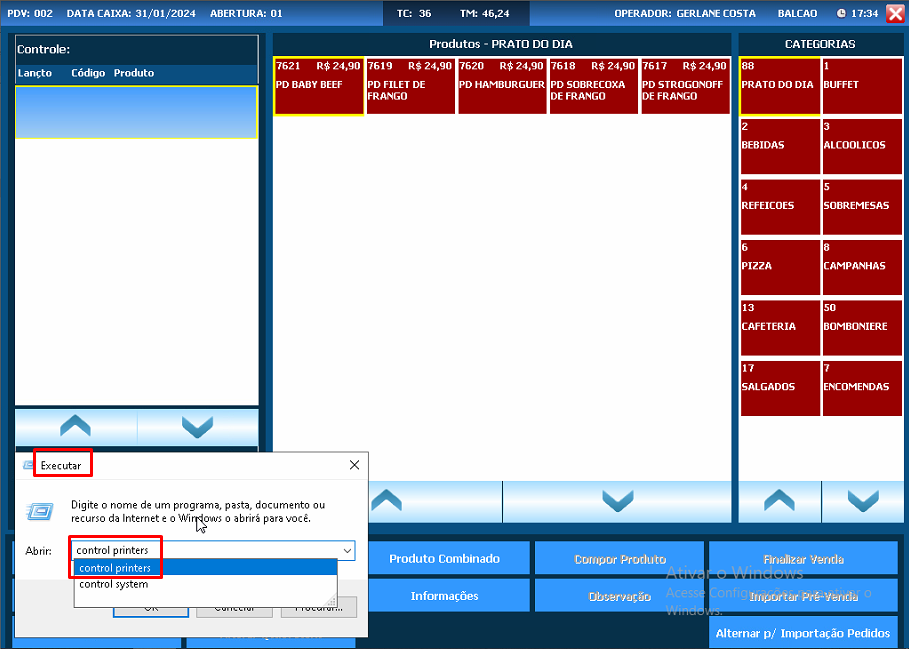 PDV: 002 DATA CAIXA: 31/01/2024 ABERTURA: 01 TC: 36 TM: 46,24 OPERADOR: GERLANE COSTA BALCAO 17:34
Controle:
Lançto Código Produto
Produtos - PRATO DO DIA
7621 R$ 24,90
PD BABY BEEF
7619 R$ 24,90
PD FILET DE
FRANGO
7620 R$ 24,90
PD HAMBURGUER
7618 R$ 24,90
PD SOBRECOXA
DE FRANGO
7617 R$ 24,90
PD STROGONOFF
DE FRANGO
CATEGORIAS
88
PRATO DO DIA
1
BUFFET
2
BEBIDAS
3
ALCOOLICOS
4
REFEICOES
5
SOBREMESAS
6
PIZZA
8
CAMPANHAS
13
CAFETERIA
50
BOMBONIERE
17
SALGADOS
7
ENCOMENDAS
Executar
Digite o nome de um programa, pasta, documento ou
recurso da Internet e o Windows o abrirá para você.
Abrir: control printers
control printers
control system
OK Cancelar Procurar...
Produto Combinado Compor Produto Finalizar Venda
Informações Observação Importar Pré-Venda
Alternar p/ Importação Pedidos
Ativar o Windows
Acesse Configurações para ativar o
Windows.